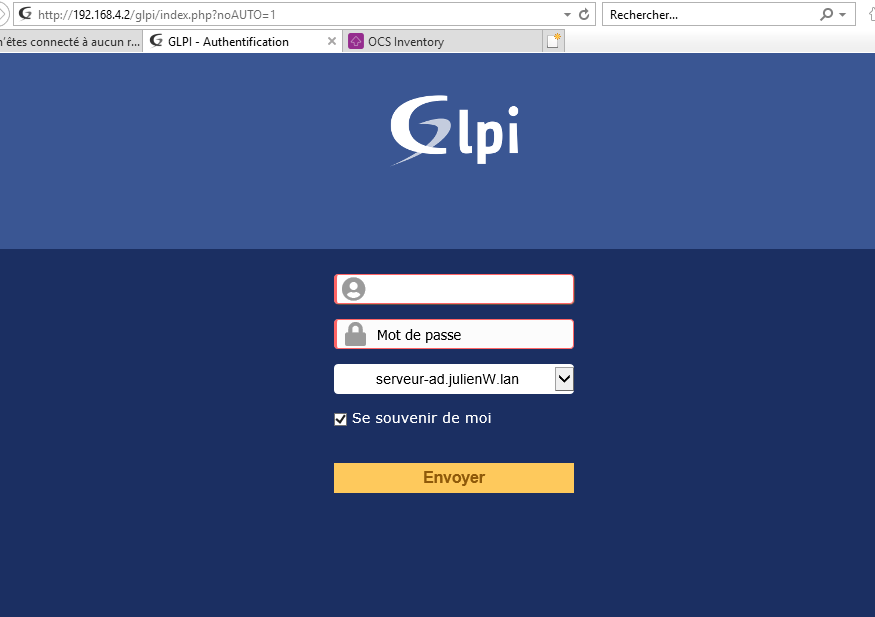 http://192.168.4.2/glpi/index.php?noAUTO=1
Rechercher...
n'êtes connecté à aucun r...
GLPI - Authentification
OCS Inventory
Glpi
Mot de passe
serveur-ad.julienW.lan
Se souvenir de moi
Envoyer